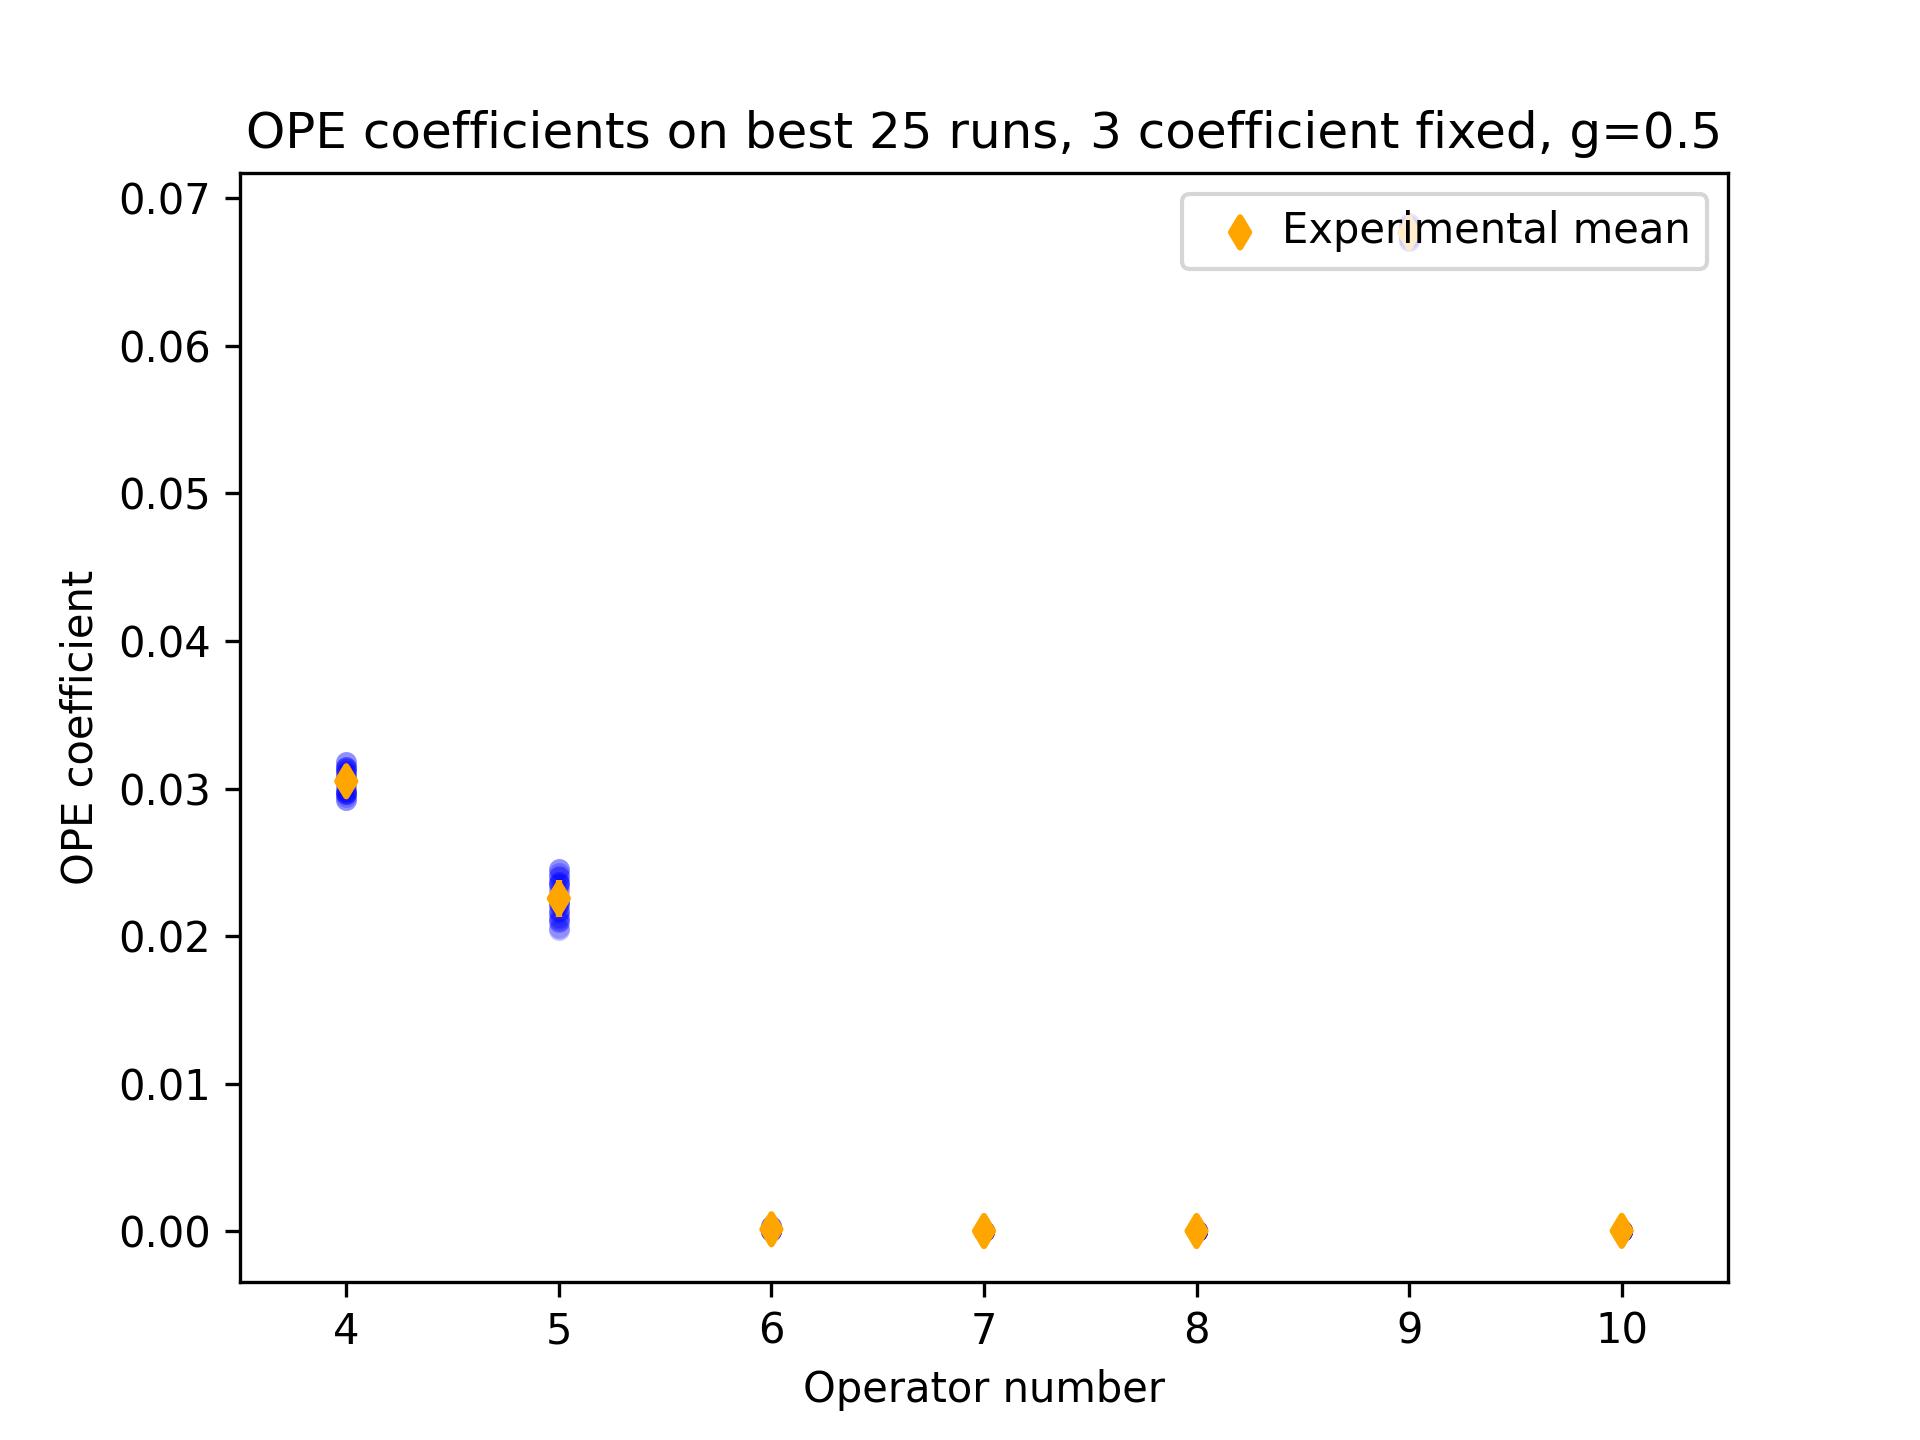 OPE coefficients on best 25 runs, 3 coefficient fixed, g=0.5
Experimental mean
0.07
0.06
0.05
0.04
0.03
0.02
0.01
0.00
OPE coefficient
4 5 6 7 8 9 10
Operator number